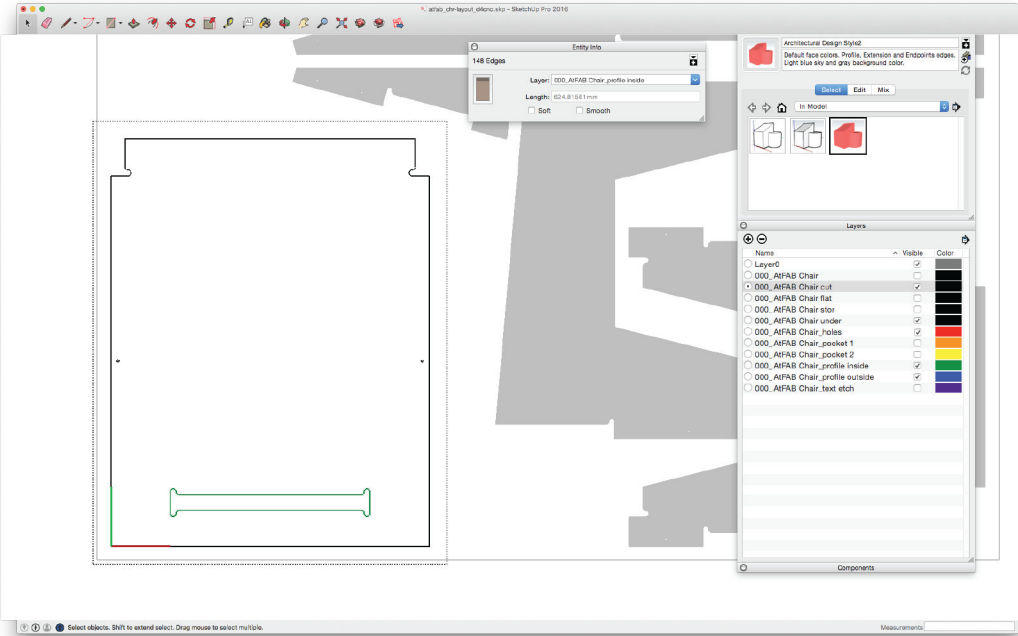 atfab_chr-layout_d4cnc.skp - SketchUp Pro 2016
Entity Info
148 Edges
Layer: 000_AtFAB Chair_profile inside
Length: 624.81561mm
Soft Smooth
Architectural Design Style2
Default face colors. Profile, Extension and Endpoints edges.
Light blue sky and gray background color.
Select Edit Mix
In Model
Layers
Name Visible Color
Layer0
000_AtFAB Chair
000_AtFAB Chair cut
000_AtFAB Chair flat
000_AtFAB Chair stor
000_AtFAB Chair under
000_AtFAB Chair_holes
000_AtFAB Chair_pocket 1
000_AtFAB Chair_pocket 2
000_AtFAB Chair_profile inside
000_AtFAB Chair_profile outside
000_AtFAB Chair_text etch
Components
Select objects. Shift to extend select. Drag mouse to select multiple.
Measurements